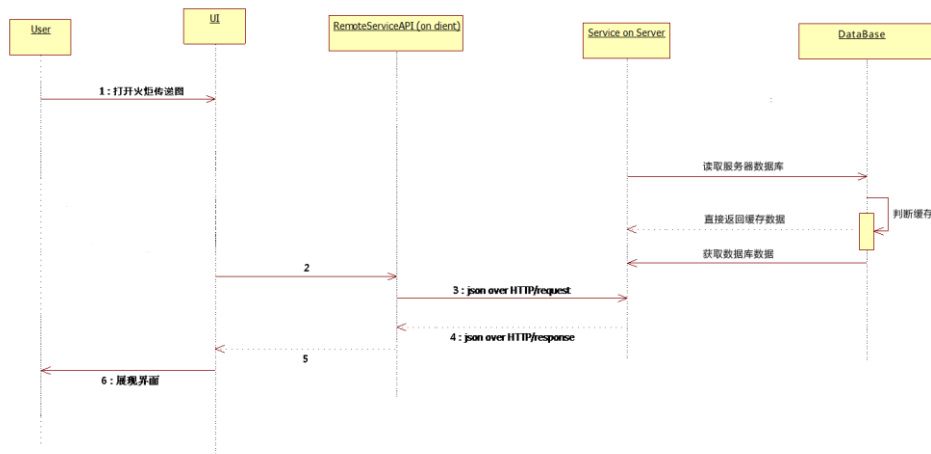 User
UI
RemoteServiceAPI (on client)
Service on Server
DataBase
1 : 打开火炬传递图
:
读取服务器数据库
判断缓存
直接返回缓存数据
获取数据库数据
2
3 : json over HTTP/request
4 : json over HTTP/response
5
6 : 展现界面